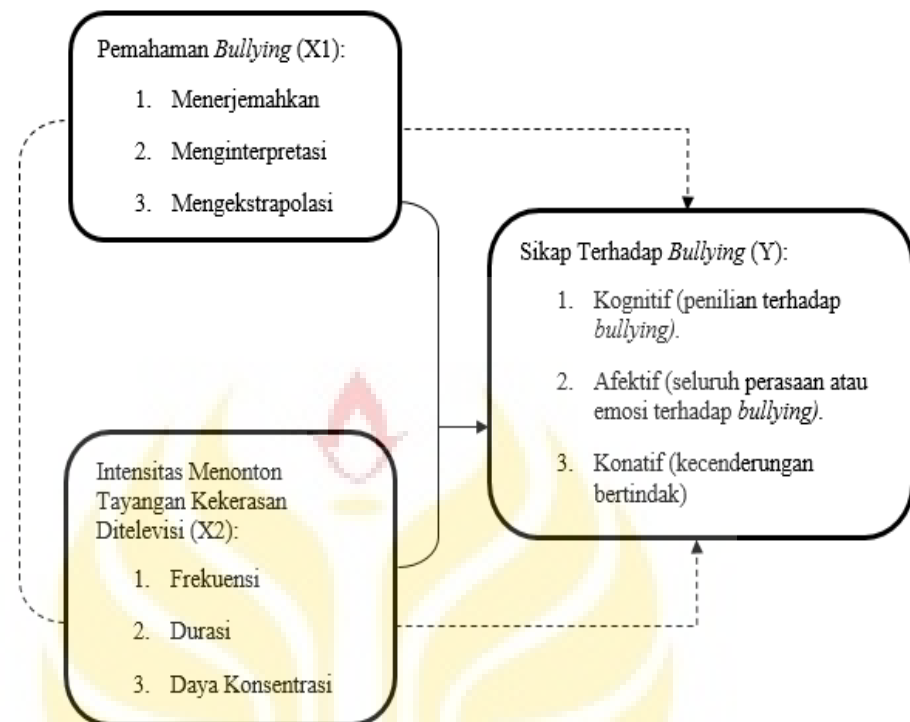 Pemahaman Bullying (X1):
1. Menerjemahkan
2. Menginterpretasi
3. Mengekstrapolasi
Sikap Terhadap Bullying (Y):
1. Kognitif (penilian terhadap
bullying).
2. Afektif (seluruh perasaan atau
emosi terhadap bullying).
3. Konatif (kecenderungan
bertindak)
Intensitas Menonton
Tayangan Kekerasan
Ditelevisi (X2):
1. Frekuensi
2. Durasi
3. Daya Konsentrasi